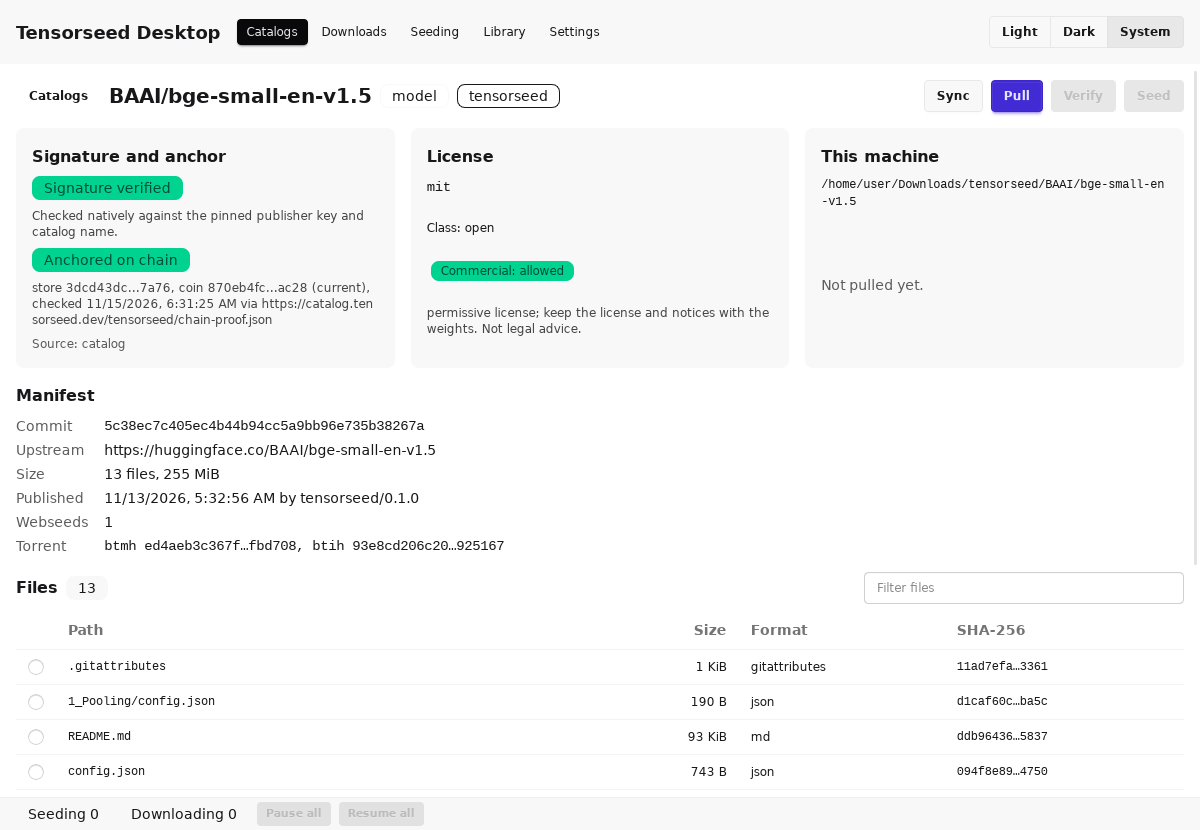 Tensorseed Desktop Catalogs Downloads Seeding Library Settings Light Dark System
Catalogs BAAI/bge-small-en-v1.5 model tensorseed Sync Pull Verify Seed
Signature and anchor
Signature verified
Checked natively against the pinned publisher key and
catalog name.
Anchored on chain
store 3dcd43dc…7a76, coin 870eb4fc…ac28 (current),
checked 11/15/2026, 6:31:25 AM via https://catalog.ten
sorseed.dev/tensorseed/chain-proof.json
Source: catalog
License
mit
Class: open
Commercial: allowed
permissive license; keep the license and notices with the
weights. Not legal advice.
This machine
/home/user/Downloads/tensorseed/BAAI/bge-small-en
-v1.5
Not pulled yet.
Manifest
Commit 5c38ec7c405ec4b44b94cc5a9bb96e735b38267a
Upstream https://huggingface.co/BAAI/bge-small-en-v1.5
Size 13 files, 255 MiB
Published 11/13/2026, 5:32:56 AM by tensorseed/0.1.0
Webseeds 1
Torrent btmh ed4aeb3c367f…fbd708, btih 93e8cd206c20…925167
Files 13 Filter files
Path Size Format SHA-256
.gitattributes 1 KiB gitattributes 11ad7efa…3361
1_Pooling/config.json 190 B json d1caf60c…ba5c
README.md 93 KiB md ddb96436…5837
config.json 743 B json 094f8e89…4750
Seeding 0 Downloading 0 Pause all Resume all